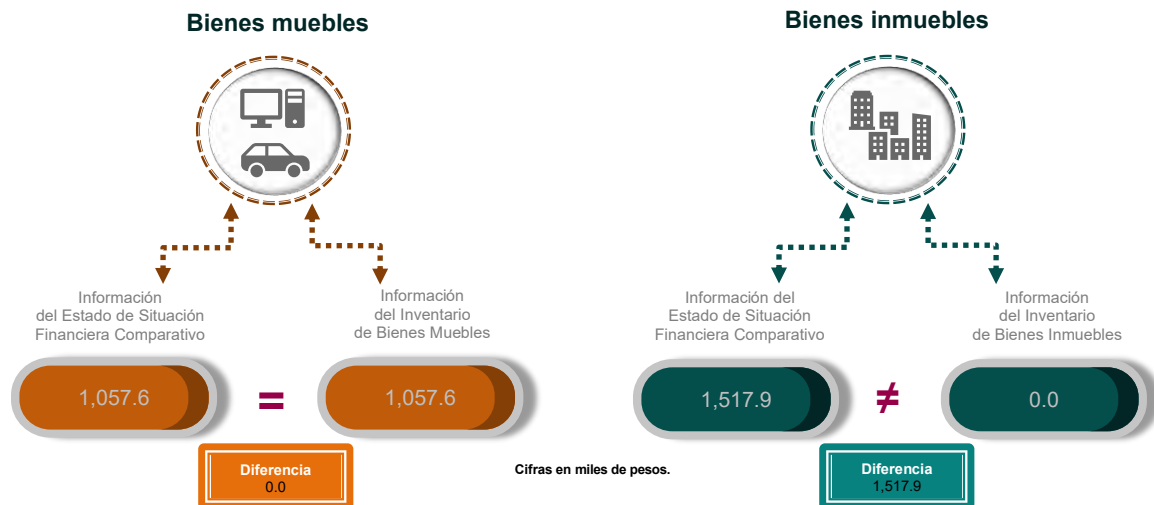 Bienes muebles
Información
del Estado de Situación
Financiera Comparativo
Información
del Inventario
de Bienes Muebles
1,057.6
=
1,057.6
Diferencia
0.0
Cifras en miles de pesos.
Bienes inmuebles
Información del
Estado de Situación
Financiera Comparativo
Información
del Inventario
de Bienes Inmuebles
1,517.9
≠
0.0
Diferencia
1,517.9